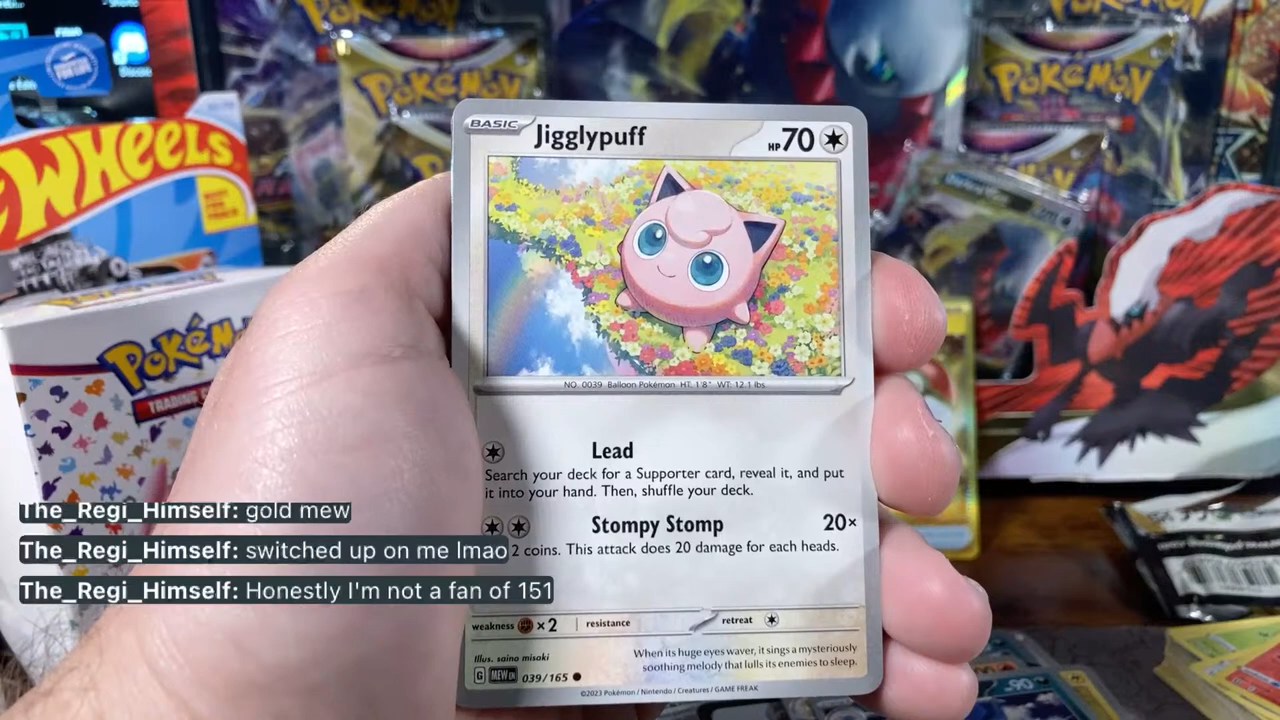 POKÉMON
POKÉMON
WHEELS
POKÉM
TRADING
BASIC
Jigglypuff
HP 70
NO. 0039 Balloon Pokémon HT. 1'8" WT. 12.1 lbs.
Lead
Search your deck for a Supporter card, reveal it, and put
it into your hand. Then, shuffle your deck.
Stompy Stomp 20×
2 coins. This attack does 20 damage for each heads.
weakness ×2 resistance retreat
Illus. saino misaki
When its huge eyes waver, it sings a mysteriously
soothing melody that lulls its enemies to sleep.
G MEW EN 039/165
©2023 Pokémon / Nintendo / Creatures / GAME FREAK
The_Regi_Himself: gold mew
The_Regi_Himself: switched up on me lmao
The_Regi_Himself: Honestly I'm not a fan of 151